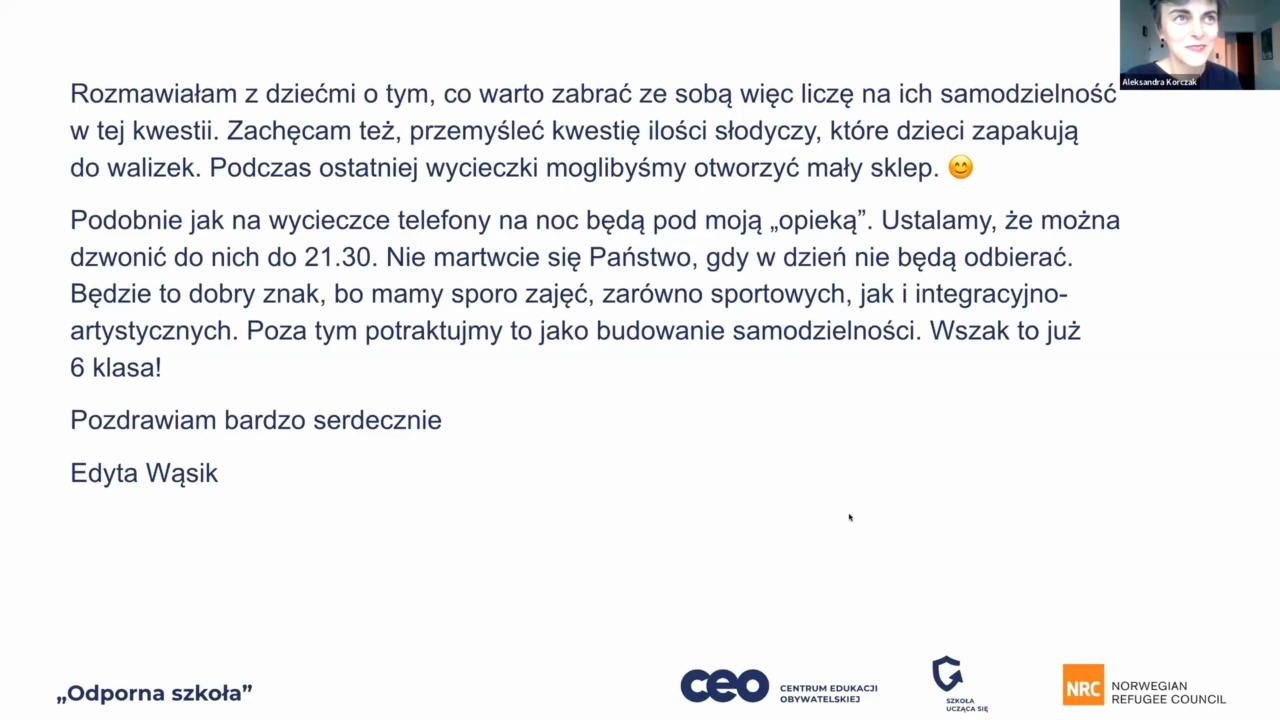 Aleksandra Korczak
Rozmawiałam z dziećmi o tym, co warto zabrać ze sobą więc liczę na ich samodzielność
w tej kwestii. Zachęcam też, przemyśleć kwestię ilości słodyczy, które dzieci zapakują
do walizek. Podczas ostatniej wycieczki moglibyśmy otworzyć mały sklep. 😊
Podobnie jak na wycieczce telefony na noc będą pod moją „opieką”. Ustalamy, że można
dzwonić do nich do 21.30. Nie martwcie się Państwo, gdy w dzień nie będą odbierać.
Będzie to dobry znak, bo mamy sporo zajęć, zarówno sportowych, jak i integracyjno-
artystycznych. Poza tym potraktujmy to jako budowanie samodzielności. Wszak to już
6 klasa!
Pozdrawiam bardzo serdecznie
Edyta Wąsik
„Odporna szkoła”
ceo
CENTRUM EDUKACJI
OBYWATELSKIEJ
SZKOŁA
UCZĄCA SIĘ
NRC
NORWEGIAN
REFUGEE COUNCIL